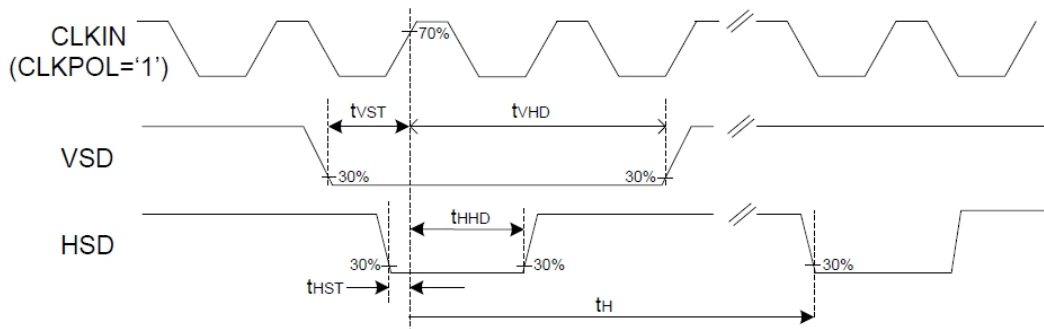 CLKIN
(CLKPOL=‘1’)
70%
tVST
tVHD
VSD
30%
30%
tHHD
HSD
30%
30%
30%
tHST
tH